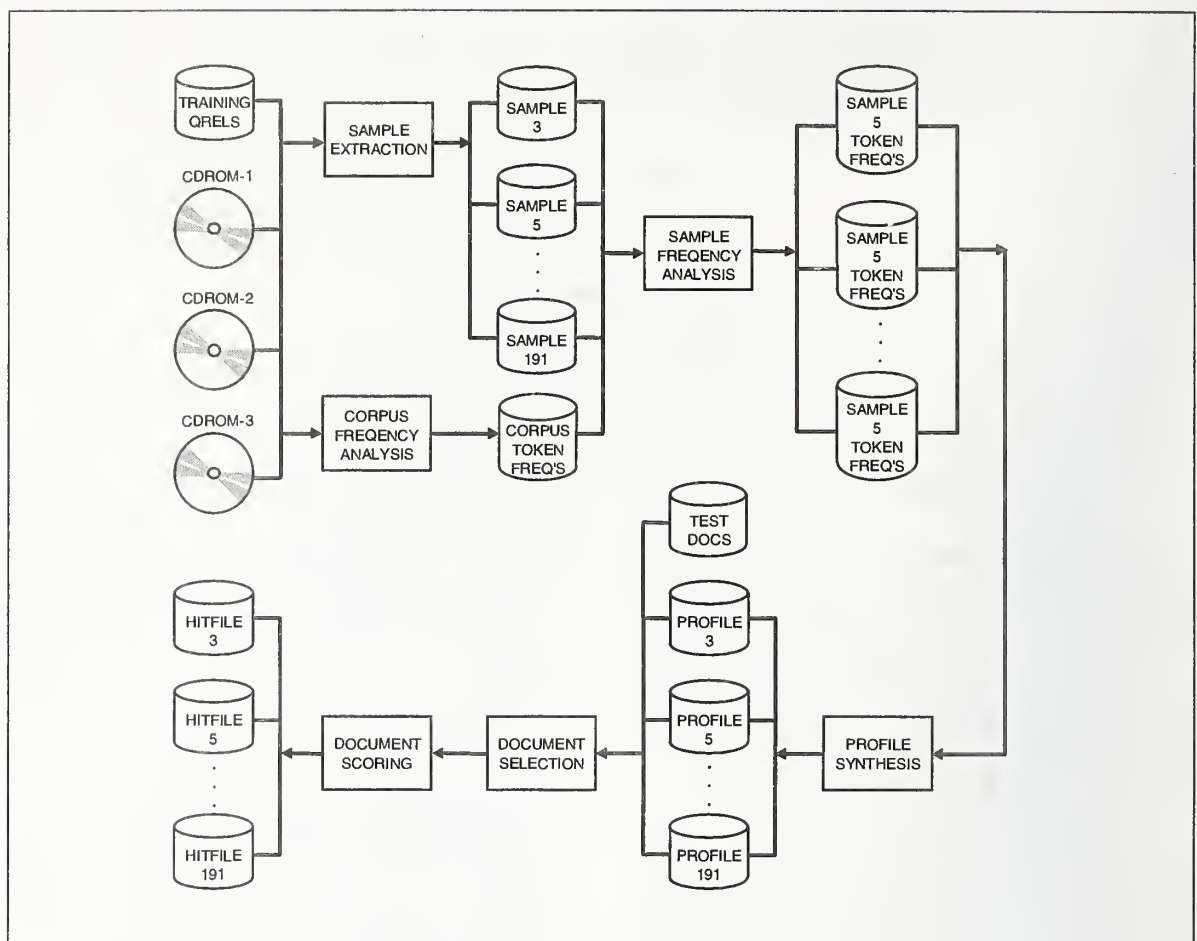 TRAINING
QRELS
CDROM-1
CDROM-2
CDROM-3
SAMPLE
EXTRACTION
CORPUS
FREQENCY
ANALYSIS
SAMPLE
3
SAMPLE
5
SAMPLE
191
CORPUS
TOKEN
FREQ'S
SAMPLE
FREQENCY
ANALYSIS
SAMPLE
5
TOKEN
FREQ'S
SAMPLE
5
TOKEN
FREQ'S
SAMPLE
5
TOKEN
FREQ'S
TEST
DOCS
PROFILE
3
PROFILE
5
PROFILE
191
PROFILE
SYNTHESIS
DOCUMENT
SELECTION
DOCUMENT
SCORING
HITFILE
3
HITFILE
5
HITFILE
191